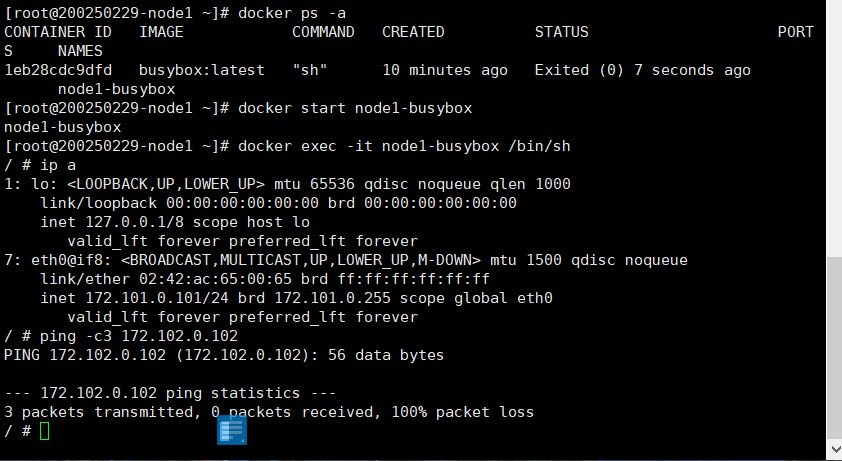 [root@200250229-node1 ~]# docker ps -a
CONTAINER ID   IMAGE            COMMAND   CREATED          STATUS                     PORT
S     NAMES
1eb28cdc9dfd   busybox:latest   "sh"      10 minutes ago   Exited (0) 7 seconds ago
      node1-busybox
[root@200250229-node1 ~]# docker start node1-busybox
node1-busybox
[root@200250229-node1 ~]# docker exec -it node1-busybox /bin/sh
/ # ip a
1: lo: <LOOPBACK,UP,LOWER_UP> mtu 65536 qdisc noqueue qlen 1000
    link/loopback 00:00:00:00:00:00 brd 00:00:00:00:00:00
    inet 127.0.0.1/8 scope host lo
       valid_lft forever preferred_lft forever
7: eth0@if8: <BROADCAST,MULTICAST,UP,LOWER_UP,M-DOWN> mtu 1500 qdisc noqueue
    link/ether 02:42:ac:65:00:65 brd ff:ff:ff:ff:ff:ff
    inet 172.101.0.101/24 brd 172.101.0.255 scope global eth0
       valid_lft forever preferred_lft forever
/ # ping -c3 172.102.0.102
PING 172.102.0.102 (172.102.0.102): 56 data bytes

--- 172.102.0.102 ping statistics ---
3 packets transmitted, 0 packets received, 100% packet loss
/ #